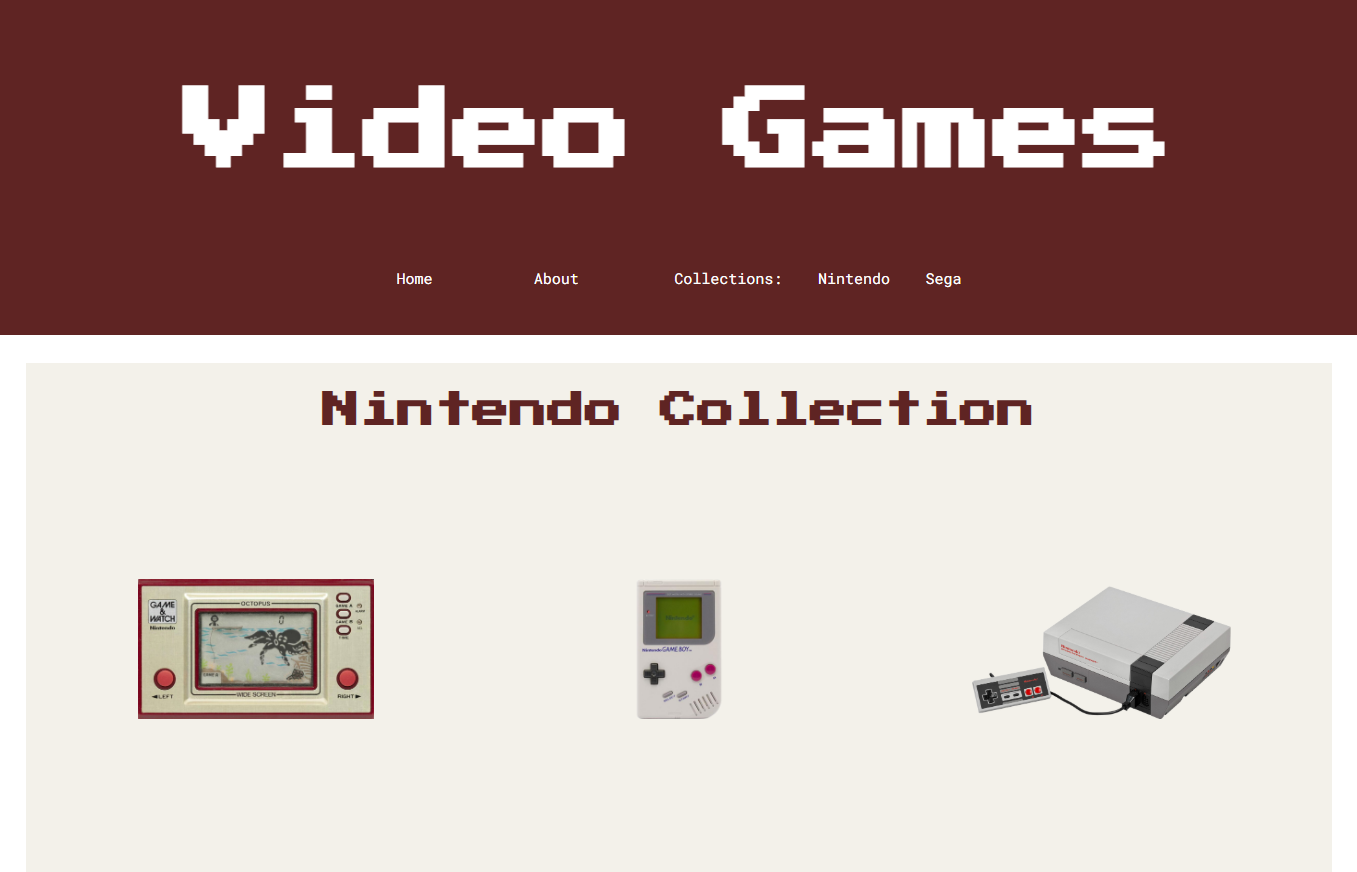 Video Games
Home About Collections: Nintendo Sega
Nintendo Collection
GAME
&
WATCH
Nintendo
OCTOPUS
0
GAME A
GAME B
TIME
◄LEFT
WIDE SCREEN
RIGHT►
Nintendo GAME BOY
Nintendo